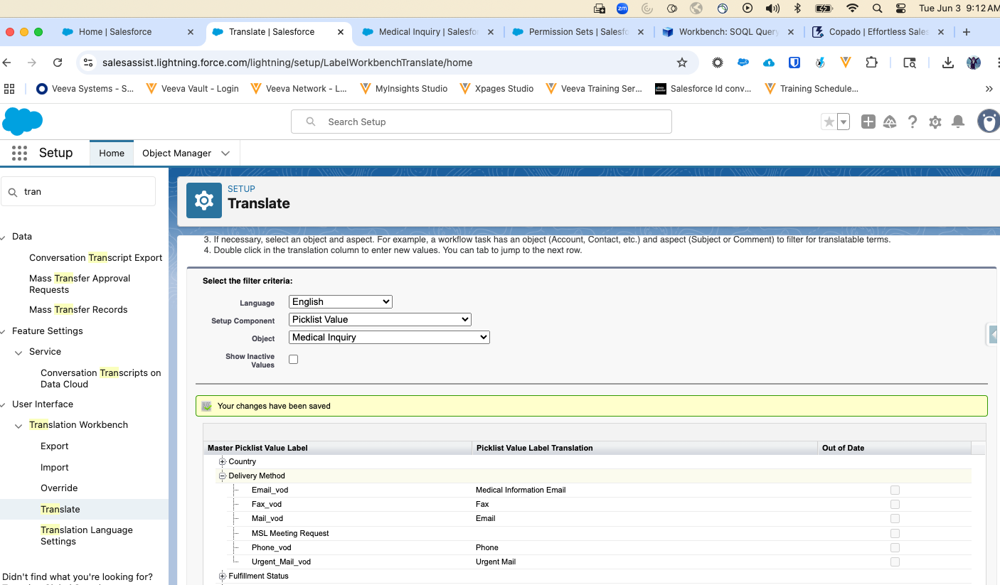 zm
Tue Jun 3 9:12AM
Home | Salesforce
Translate | Salesforce
Medical Inquiry | Salesfo
Permission Sets | Salesfo
Workbench: SOQL Query
Copado | Effortless Sales
salesassist.lightning.force.com/lightning/setup/LabelWorkbenchTranslate/home
Veeva Systems - S...
Veeva Vault - Login
Veeva Network - L...
MyInsights Studio
Xpages Studio
Veeva Training Ser...
Salesforce Id conv...
Training Schedule...
Search Setup
Setup
Home
Object Manager
tran
SETUP
Translate
Data
Conversation Transcript Export
Mass Transfer Approval
Requests
Mass Transfer Records
Feature Settings
Service
Conversation Transcripts on
Data Cloud
User Interface
Translation Workbench
Export
Import
Override
Translate
Translation Language
Settings
Didn't find what you're looking for?
3. If necessary, select an object and aspect. For example, a workflow task has an object (Account, Contact, etc.) and aspect (Subject or Comment) to filter for translatable terms.
4. Double click in the translation column to enter new values. You can tab to jump to the next row.
Select the filter criteria:
Language English
Setup Component Picklist Value
Object Medical Inquiry
Show Inactive
Values
Your changes have been saved
Master Picklist Value Label Picklist Value Label Translation Out of Date
Country
Delivery Method
Email_vod Medical Information Email
Fax_vod Fax
Mail_vod Email
MSL Meeting Request
Phone_vod Phone
Urgent_Mail_vod Urgent Mail
Fulfillment Status